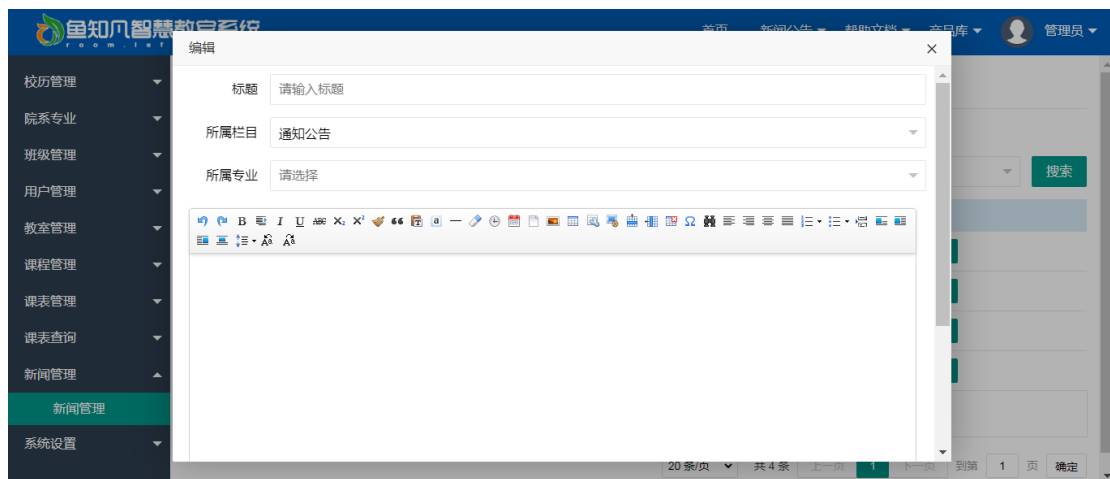 鱼知凡智慧教室系统
首页 新闻公告 帮助文档 产品库 管理员
编辑
校历管理
标题 请输入标题
院系专业
所属栏目 通知公告
班级管理
所属专业 请选择
搜索
用户管理
教室管理
课程管理
课表管理
课表查询
新闻管理
新闻管理
系统设置
20 条/页 共 4 条 上一页 1 下一页 到第 1 页 确定